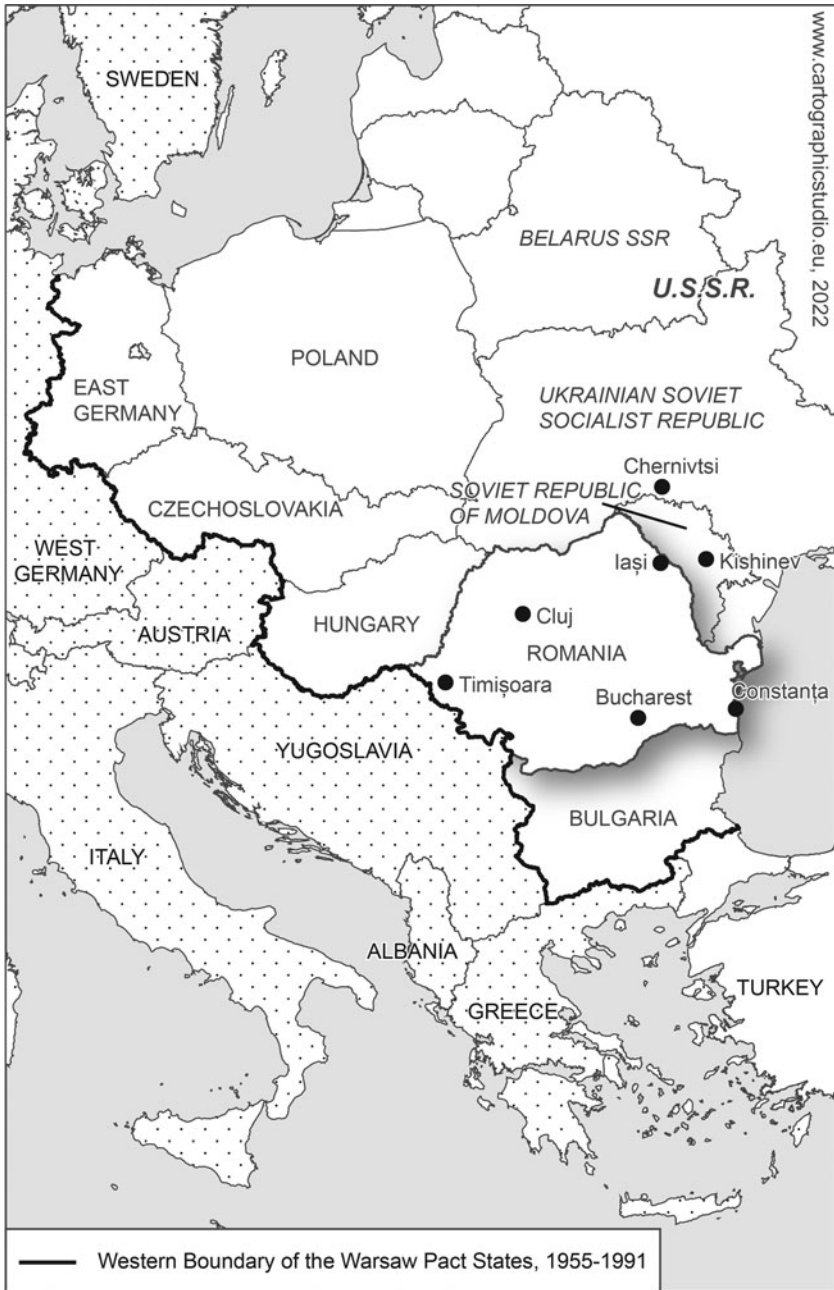 www.cartographicstudio.eu, 2022
SWEDEN
BELARUS SSR
U.S.S.R.
POLAND
EAST
GERMANY
UKRAINIAN SOVIET
SOCIALIST REPUBLIC
Chernivtsi
SOVIET REPUBLIC
OF MOLDOVA
CZECHOSLOVAKIA
WEST
GERMANY
Iași
Kishinev
AUSTRIA
HUNGARY
Cluj
ROMANIA
Timișoara
Bucharest
Constanța
YUGOSLAVIA
BULGARIA
ITALY
ALBANIA
GREECE
TURKEY
Western Boundary of the Warsaw Pact States, 1955-1991